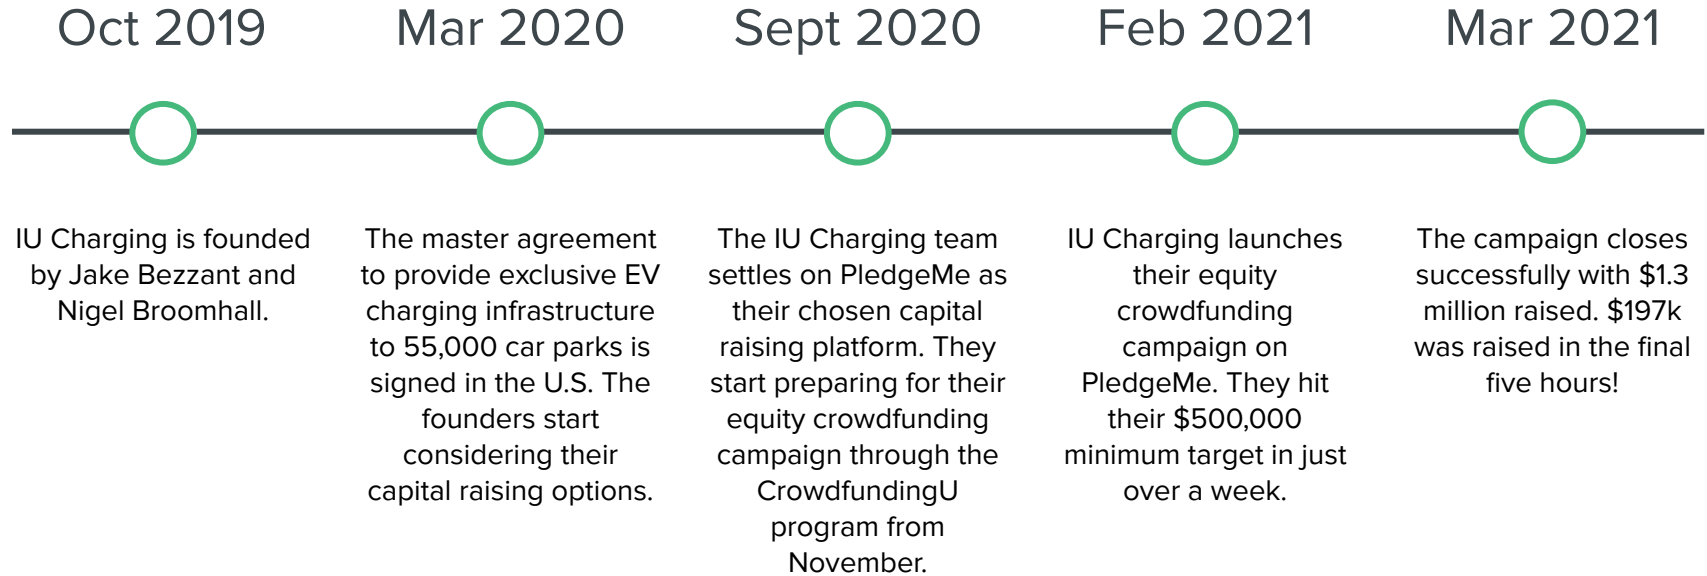 Oct 2019
IU Charging is founded
by Jake Bezzant and
Nigel Broomhall.
Mar 2020
The master agreement
to provide exclusive EV
charging infrastructure
to 55,000 car parks is
signed in the U.S. The
founders start
considering their
capital raising options.
Sept 2020
The IU Charging team
settles on PledgeMe as
their chosen capital
raising platform. They
start preparing for their
equity crowdfunding
campaign through the
CrowdfundingU
program from
November.
Feb 2021
IU Charging launches
their equity
crowdfunding
campaign on
PledgeMe. They hit
their $500,000
minimum target in just
over a week.
Mar 2021
The campaign closes
successfully with $1.3
million raised. $197k
was raised in the final
five hours!